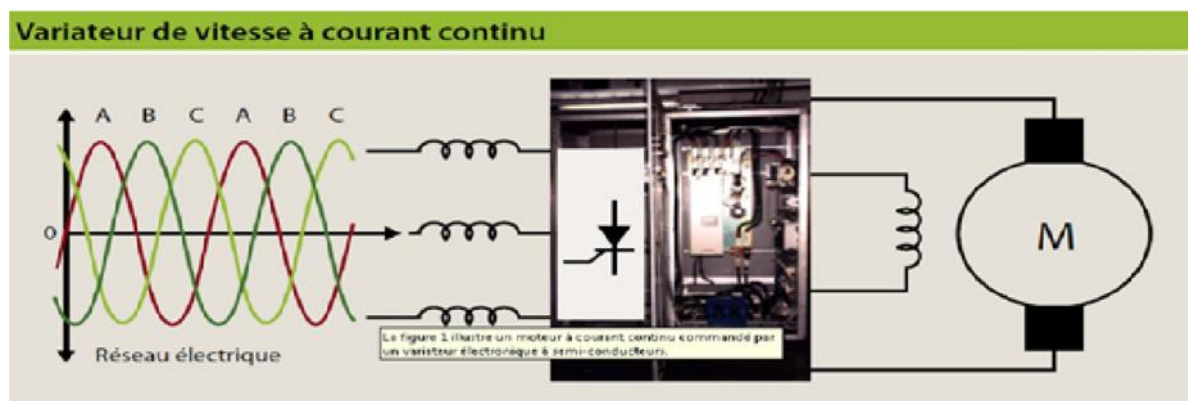 Variateur de vitesse à courant continu
A B C A B C
0
Réseau électrique
La figure 1 illustre un moteur à courant continu commandé par
un variateur électronique à semi-conducteurs.
M